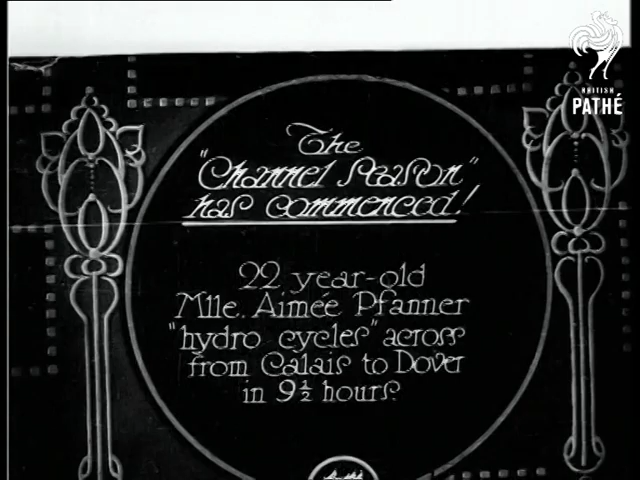 BRITISH
PATHÉ
The
"Channel season"
has commenced!
22 year-old
Mlle. Aimée Pfanner
"hydro cycles" across
from Calais to Dover
in 9½ hours.